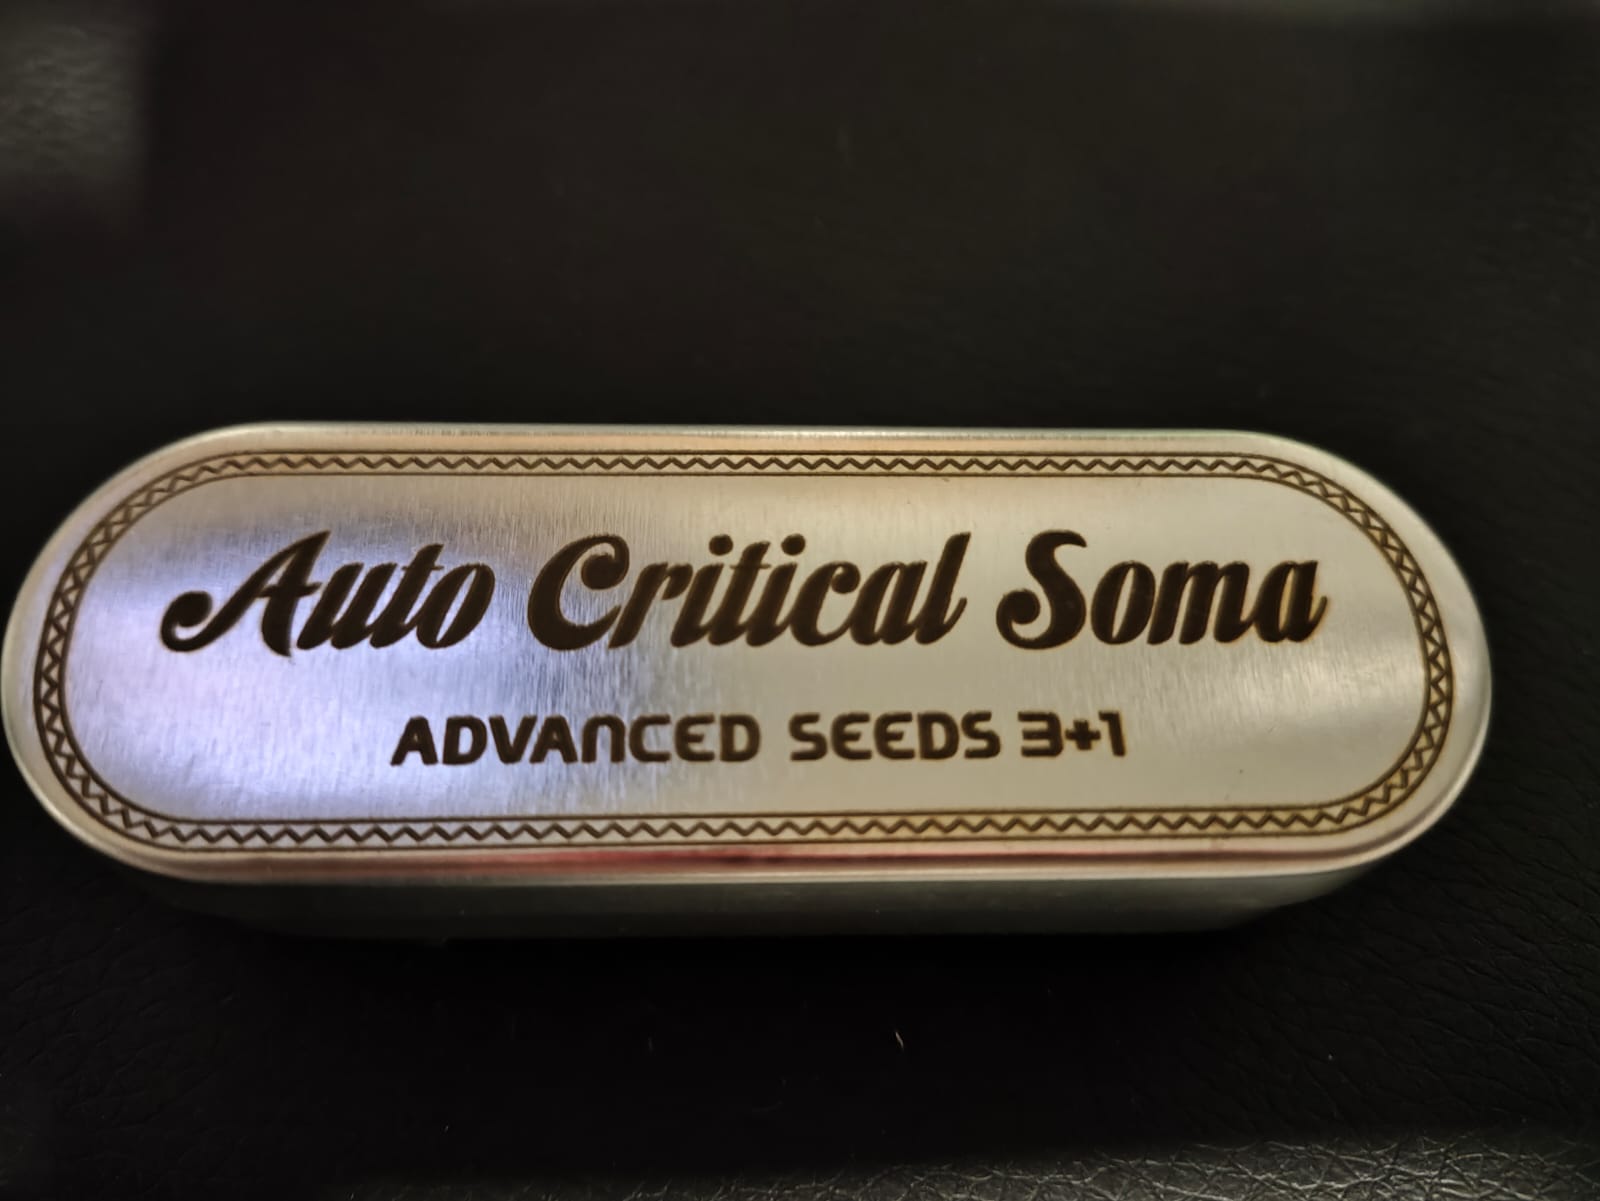 Auto Critical Soma
ADVANCED SEEDS 3+1